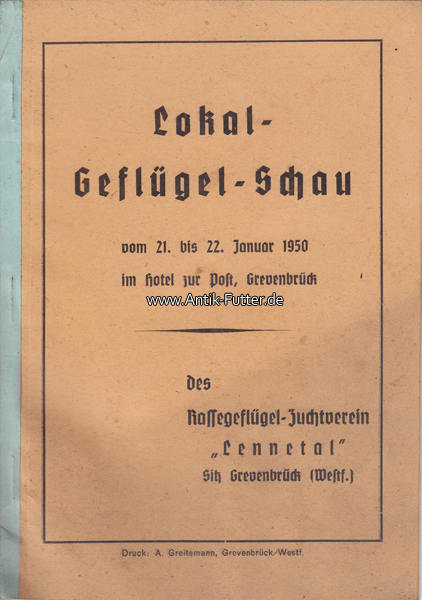 Lokal-
Geflügel-Schau
vom 21. bis 22. Januar 1950
im Hotel zur Post, Grevenbrück
www.Antik-Futter.de
des
Rassegeflügel-Zuchtverein
„Lennetal"
Sitz Grevenbrück (Westf.)
Druck: A. Greitemann, Grevenbrück/Westf.